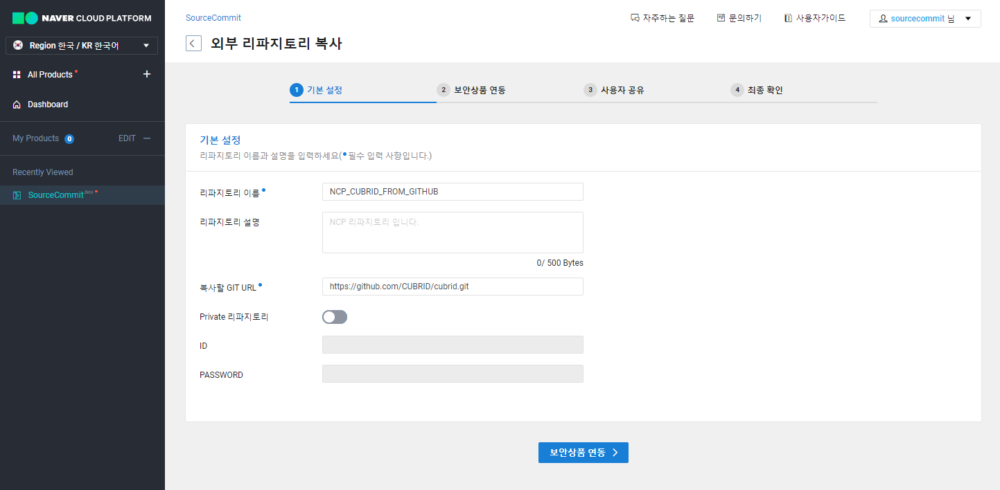 NAVER CLOUD PLATFORM
Region 한국 / KR 한국어
All Products
Dashboard
My Products 0 EDIT
Recently Viewed
SourceCommit Beta
SourceCommit
자주하는 질문
문의하기
사용자가이드
sourcecommit 님
외부 리파지토리 복사
1 기본 설정
2 보안상품 연동
3 사용자 공유
4 최종 확인
기본 설정
리파지토리 이름과 설명을 입력하세요(•필수 입력 사항입니다.)
리파지토리 이름•
NCP_CUBRID_FROM_GITHUB
리파지토리 설명
NCP 리파지토리 입니다.
0/ 500 Bytes
복사할 GIT URL•
https://github.com/CUBRID/cubrid.git
Private 리파지토리
ID
PASSWORD
보안상품 연동